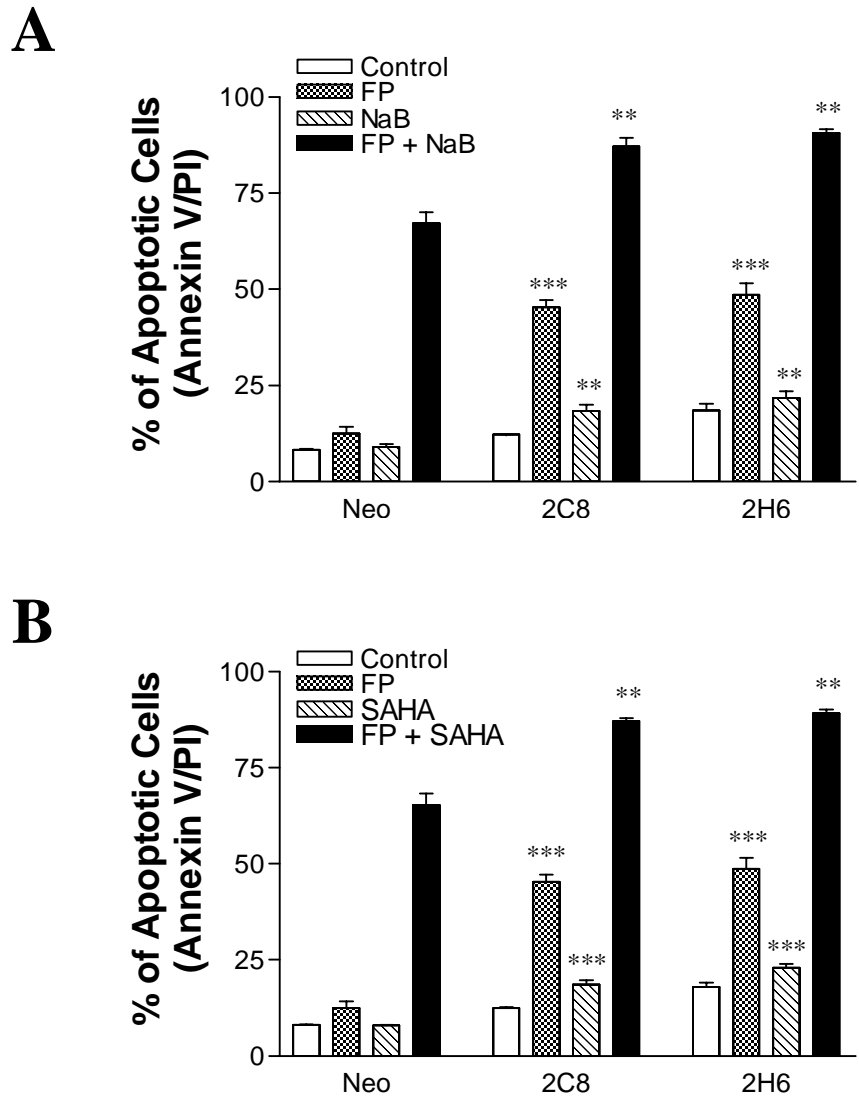 A
% of Apoptotic Cells
(Annexin V/PI)
Control
FP
NaB
FP + NaB
100
75
50
25
0
**
**
***
***
**
**
Neo 2C8 2H6
B
% of Apoptotic Cells
(Annexin V/PI)
Control
FP
SAHA
FP + SAHA
100
75
50
25
0
**
**
***
***
***
***
Neo 2C8 2H6